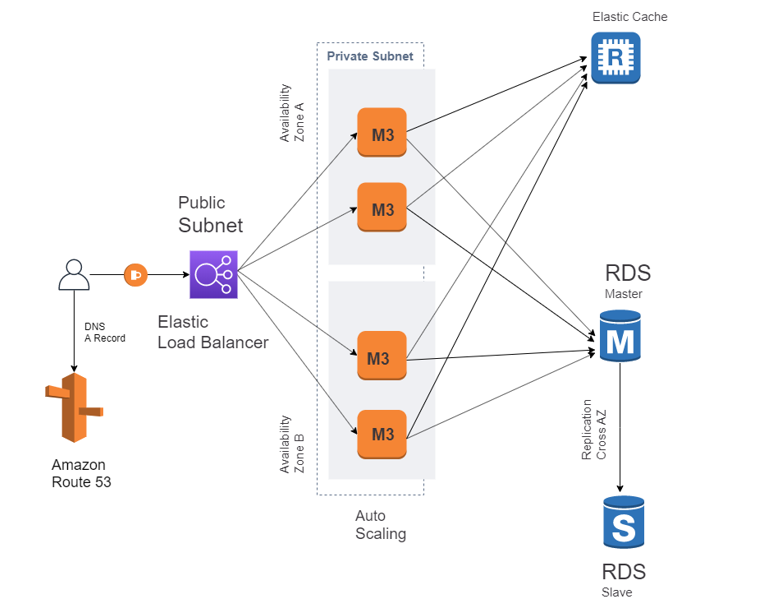 Elastic Cache
R
Private Subnet
Availability
Zone A
M3
M3
Public
Subnet
RDS
Master
M
DNS
A Record
Elastic
Load Balancer
M3
M3
Availability
Zone B
Replication
Cross AZ
Amazon
Route 53
Auto
Scaling
S
RDS
Slave